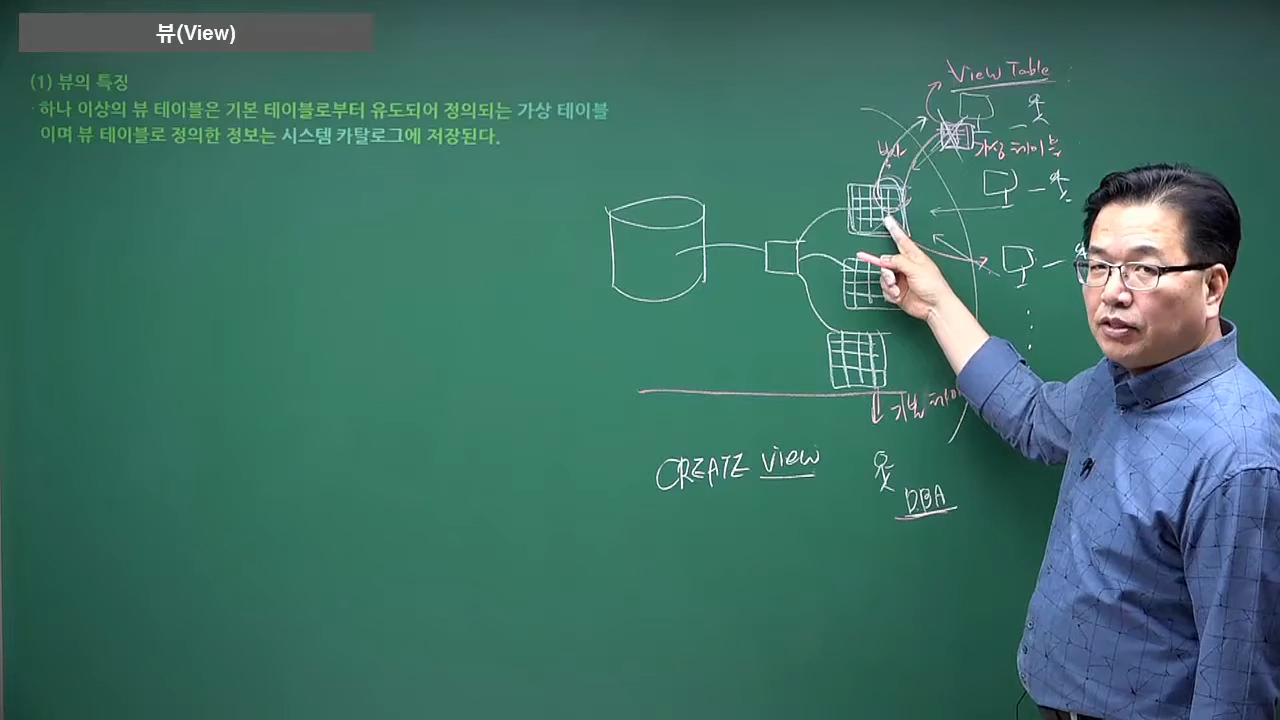 뷰(View)
(1) 뷰의 특징
· 하나 이상의 뷰 테이블은 기본 테이블로부터 유도되어 정의되는 가상 테이블
이며 뷰 테이블로 정의한 정보는 시스템 카탈로그에 저장된다.
View Table
가상 테이블
CREATE VIEW
DBA